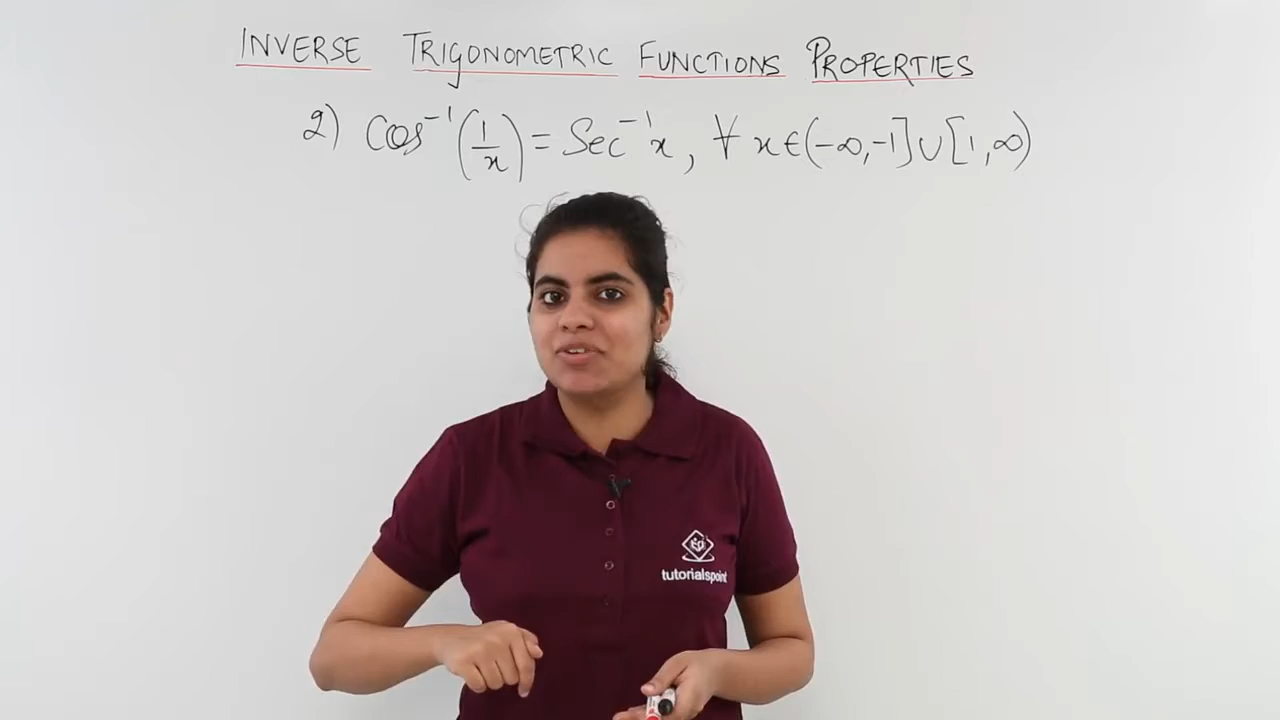 INVERSE TRIGONOMETRIC FUNCTIONS PROPERTIES
2) Cos⁻¹(1/x) = Sec⁻¹x, ∀ x∈(-∞,-1]∪[1,∞)
tutorialspoint